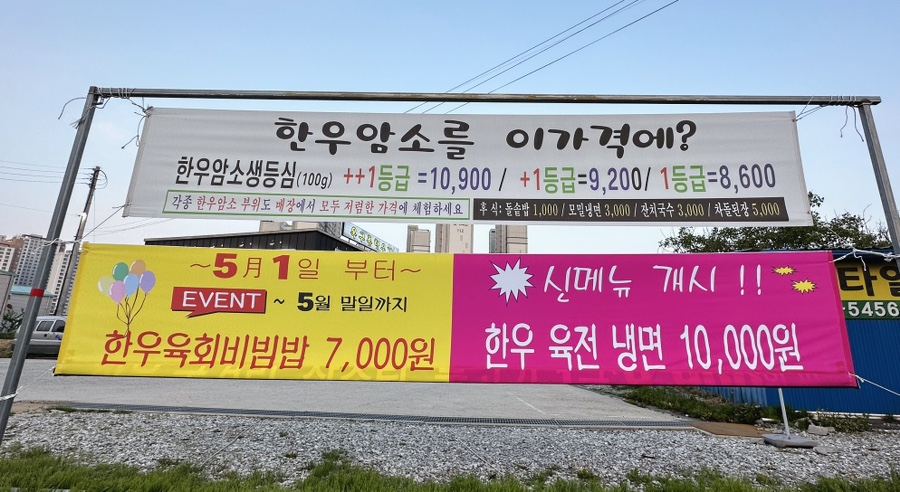 한우암소를 이가격에?
한우암소생등심(100g) ++1등급 =10,900 / +1등급=9,200/ 1등급=8,600
각종 한우암소 부위도 매장에서 모두 저렴한 가격에 체험하세요
후 식: 돌솥밥 1,000 / 모밀냉면 3,000 / 잔치국수 3,000 / 차돌된장 5,000
~5月1일 부터~
EVENT ~ 5월 말일까지
한우육회비빔밥 7,000원
신메뉴 개시 !!
한우 육전 냉면 10,000원
타일
-5456